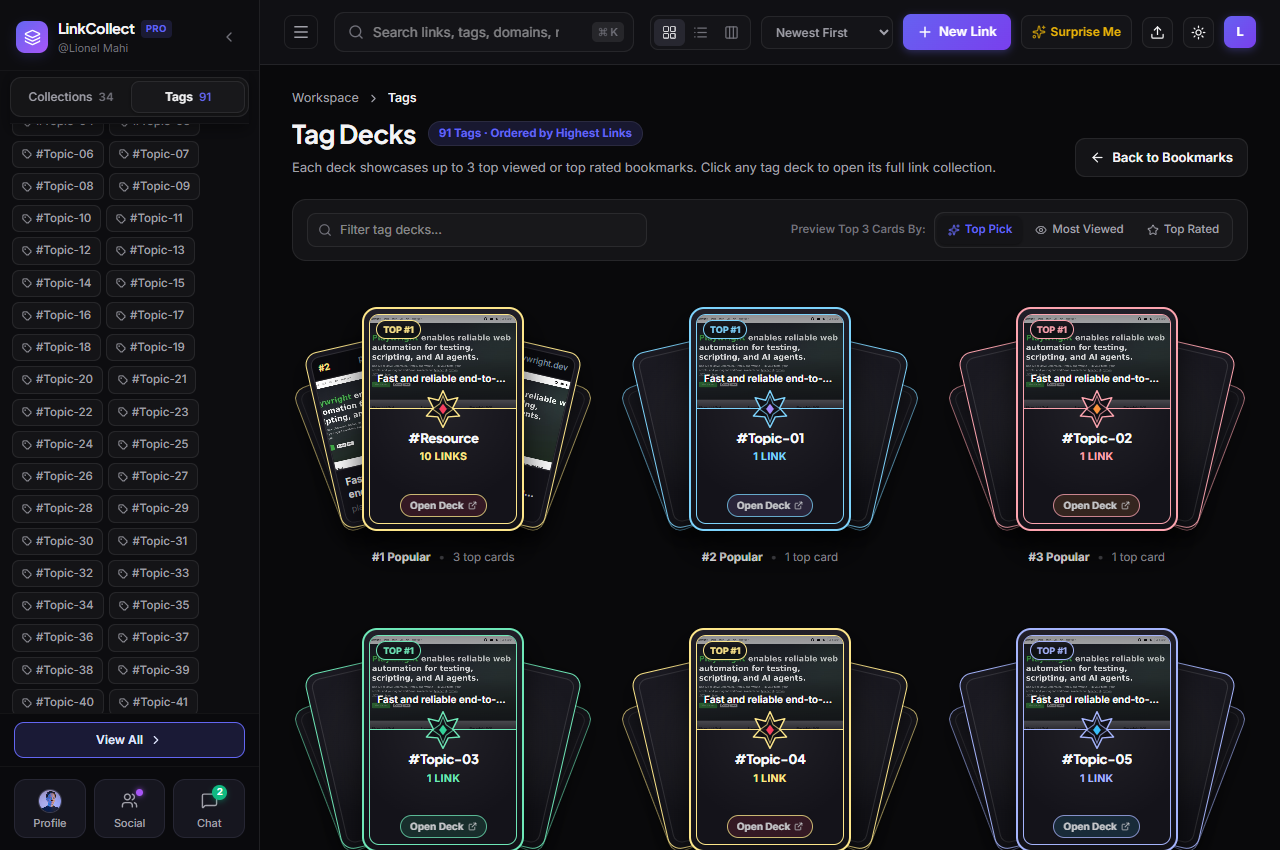 LinkCollect PRO
@Lionel Mahi
Collections 34
Tags 91
#Topic-06 #Topic-07
#Topic-08 #Topic-09
#Topic-10 #Topic-11
#Topic-12 #Topic-13
#Topic-14 #Topic-15
#Topic-16 #Topic-17
#Topic-18 #Topic-19
#Topic-20 #Topic-21
#Topic-22 #Topic-23
#Topic-24 #Topic-25
#Topic-26 #Topic-27
#Topic-28 #Topic-29
#Topic-30 #Topic-31
#Topic-32 #Topic-33
#Topic-34 #Topic-35
#Topic-36 #Topic-37
#Topic-38 #Topic-39
#Topic-40 #Topic-41
View All
Profile
Social
2
Chat
Search links, tags, domains, r
⌘ K
Newest First
+ New Link
Surprise Me
L
Workspace > Tags
Tag Decks
91 Tags · Ordered by Highest Links
Each deck showcases up to 3 top viewed or top rated bookmarks. Click any tag deck to open its full link collection.
← Back to Bookmarks
Filter tag decks...
Preview Top 3 Cards By:
Top Pick
Most Viewed
Top Rated
#2
TOP #1
enables reliable web
automation for testing,
scripting, and AI agents.
Fast and reliable end-to-...
#Resource
10 LINKS
Open Deck
#1 Popular • 3 top cards
TOP #1
enables reliable web
automation for testing,
scripting, and AI agents.
Fast and reliable end-to-...
#Topic-01
1 LINK
Open Deck
#2 Popular • 1 top card
TOP #1
enables reliable web
automation for testing,
scripting, and AI agents.
Fast and reliable end-to-...
#Topic-02
1 LINK
Open Deck
#3 Popular • 1 top card
TOP #1
enables reliable web
automation for testing,
scripting, and AI agents.
Fast and reliable end-to-...
#Topic-03
1 LINK
Open Deck
TOP #1
enables reliable web
automation for testing,
scripting, and AI agents.
Fast and reliable end-to-...
#Topic-04
1 LINK
Open Deck
TOP #1
enables reliable web
automation for testing,
scripting, and AI agents.
Fast and reliable end-to-...
#Topic-05
1 LINK
Open Deck